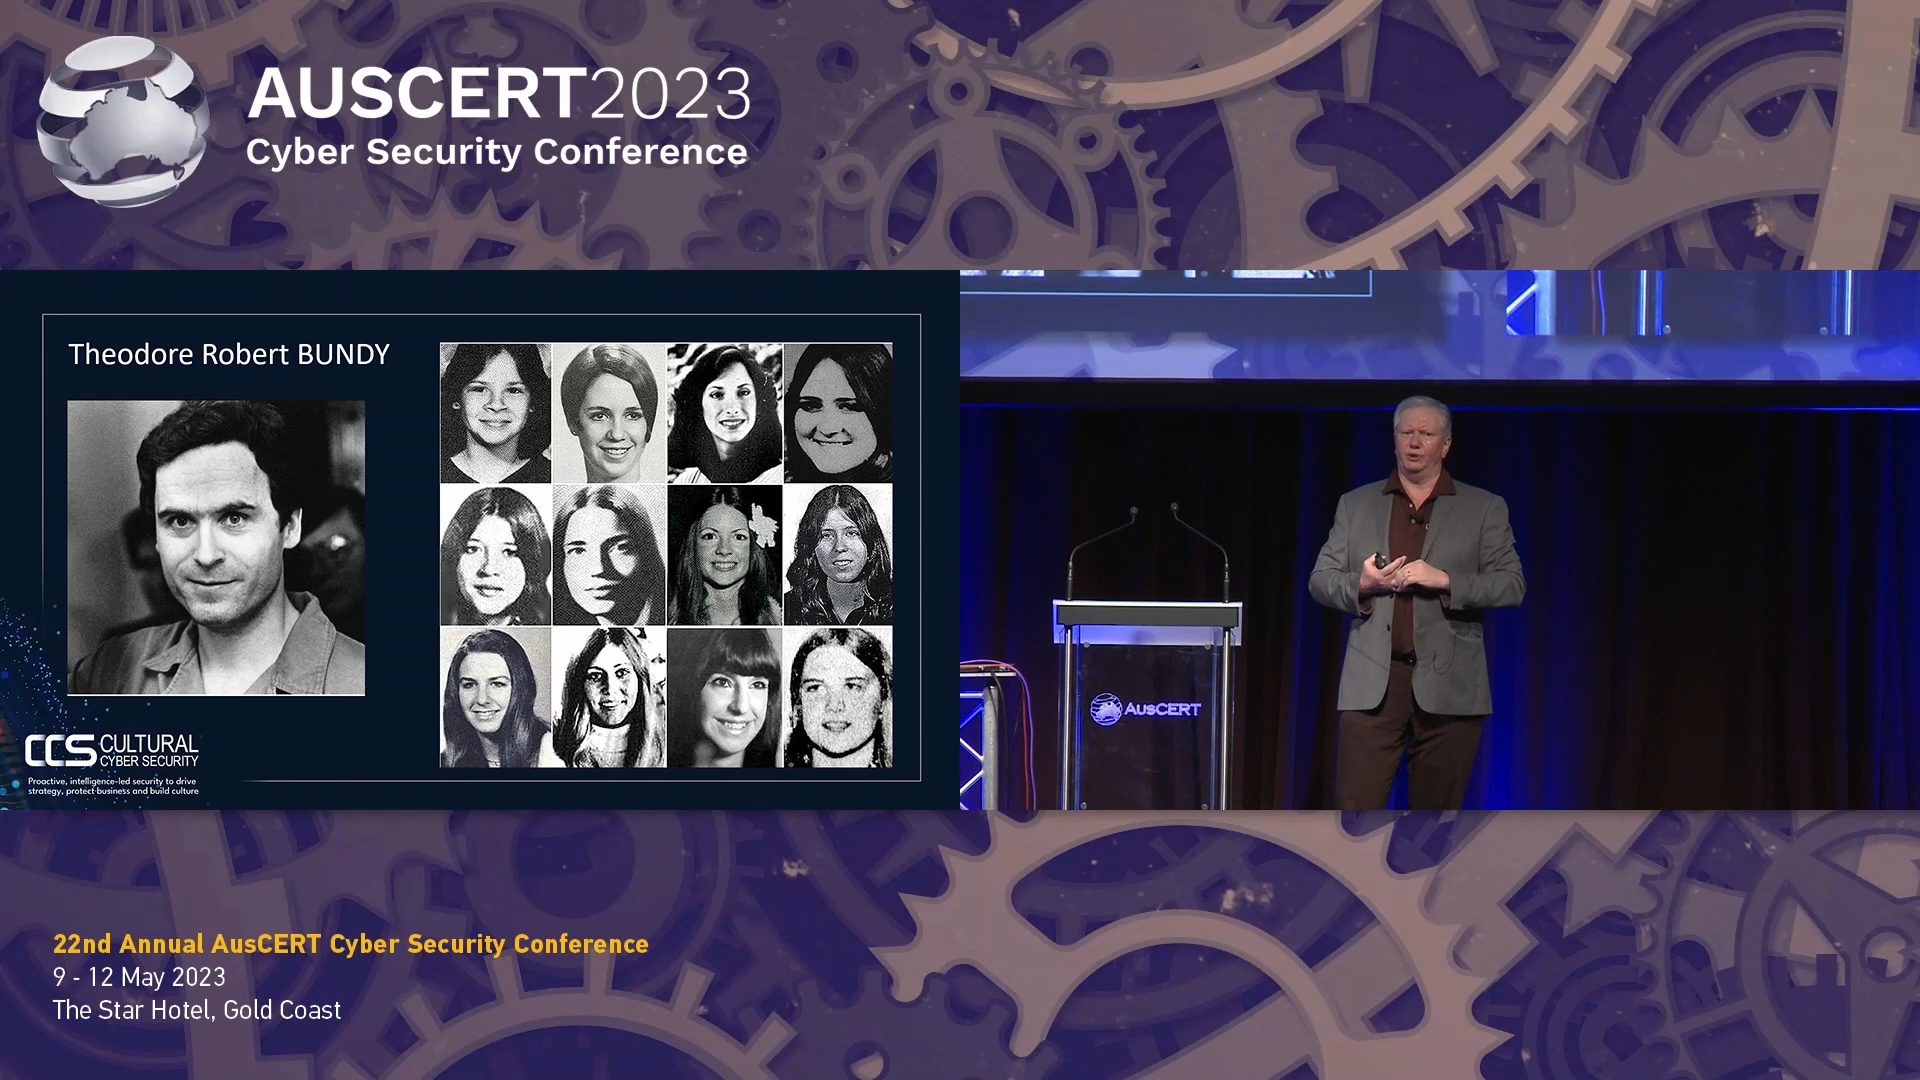 AUSCERT2023
Cyber Security Conference
Theodore Robert BUNDY
CCS CULTURAL
CYBER SECURITY
Proactive, intelligence-led security to drive
strategy, protect business and build culture
AUSCERT
22nd Annual AusCERT Cyber Security Conference
9 - 12 May 2023
The Star Hotel, Gold Coast